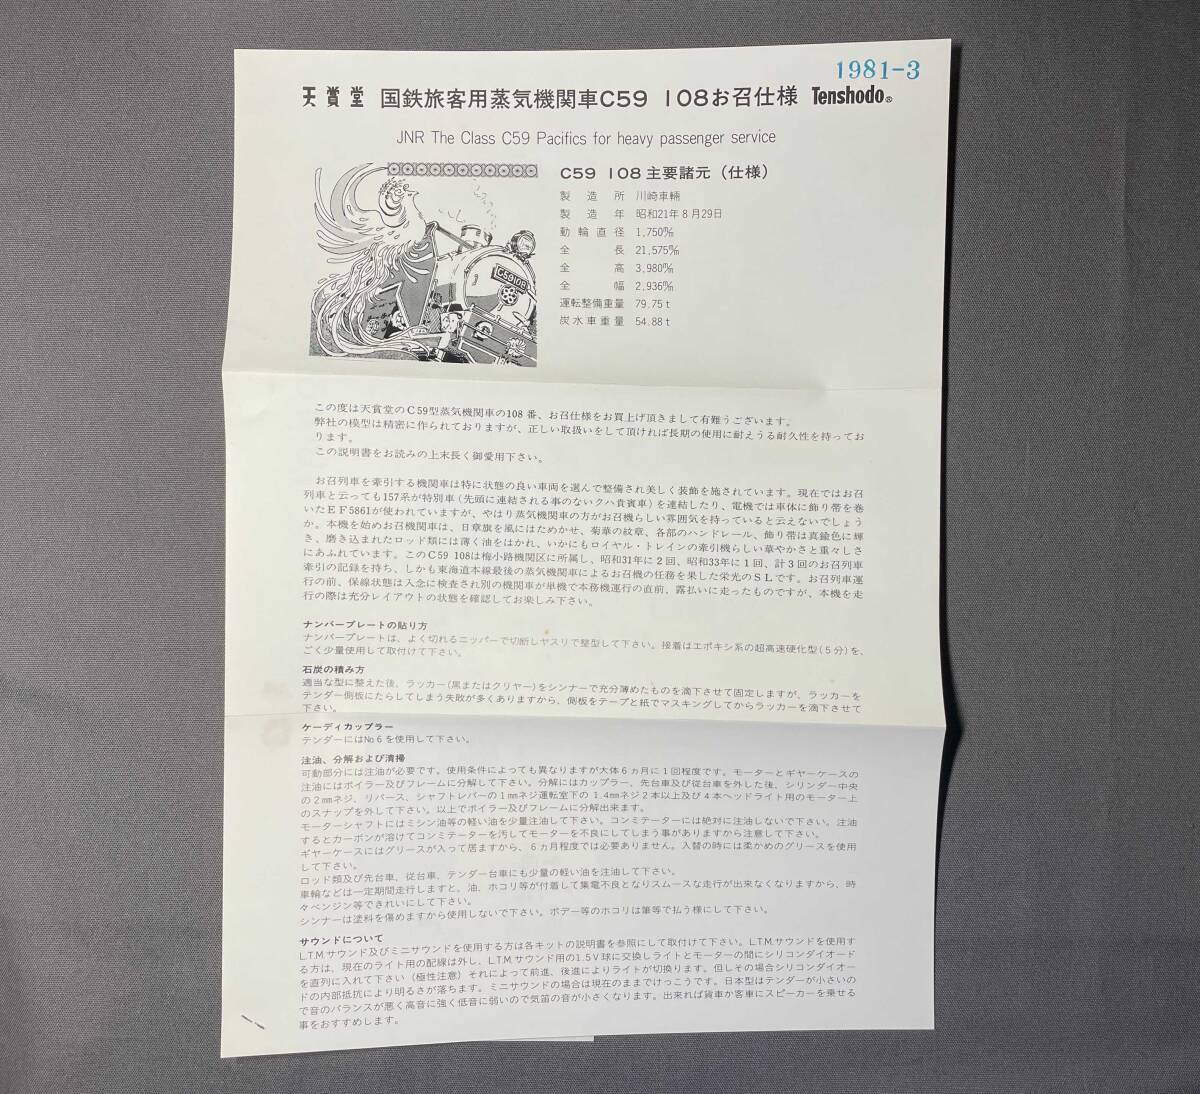 1981-3
天賞堂 国鉄旅客用蒸気機関車C59 108お召仕様 Tenshodo®
JNR The Class C59 Pacifics for heavy passenger service
C59108
C59 108主要諸元（仕様）
製造所 川崎車輛
製造年 昭和21年8月29日
動輪直径 1,750㎜
全長 21,575㎜
全高 3,980㎜
全幅 2,936㎜
運転整備重量 79.75t
炭水車重量 54.88t
この度は天賞堂のC59型蒸気機関車の108番、お召仕様をお買上げ頂きまして有難うございます。
弊社の模型は精密に作られておりますが、正しい取扱いをして頂ければ長期の使用に耐えうる耐久性を持ってお
ります。
この説明書をお読みの上末長く御愛用下さい。
お召列車を牽引する機関車は特に状態の良い車両を選んで整備され美しく装飾を施されています。現在ではお召
列車と云っても157系が特別車（先頭に連結される事のないクハ貴賓車）を連結したり、電機では車体に飾り帯を巻
いたEF5861が使われていますが、やはり蒸気機関車の方がお召機らしい雰囲気を持っていると云えないでしょう
か。本機を始めお召機関車は、日章旗を風にはためかせ、菊華の紋章、各部のハンドレール、飾り帯は真鍮色に輝
き、磨き込まれたロッド類には薄く油をはかれ、いかにもロイヤル・トレインの牽引機らしい華やかさと重々しさ
にあふれています。このC59 108は梅小路機関区に所属し、昭和31年に2回、昭和33年に1回、計3回のお召列車
牽引の記録を持ち、しかも東海道本線最後の蒸気機関車によるお召機の任務を果した栄光のSLです。お召列車運
行の前、保線状態は入念に検査され別の機関車が単機で本務機運行の直前、露払いに走ったものですが、本機を走
行の際は充分レイアウトの状態を確認してお楽しみ下さい。
ナンバープレートの貼り方
ナンバープレートは、よく切れるニッパーで切断しヤスリで整型して下さい。接着はエポキシ系の超高速硬化型（5分）を、
ごく少量使用して取付けて下さい。
石炭の積み方
適当な型に整えた後、ラッカー（黒またはクリヤー）をシンナーで充分薄めたものを滴下させて固定しますが、ラッカーを
テンダー側板にたらしてしまう失敗が多くありますから、側板をテープと紙でマスキングしてからラッカーを滴下させて
下さい。
ケーディカップラー
テンダーにはNo.6を使用して下さい。
注油、分解および清掃
可動部分には注油が必要です。使用条件によっても異なりますが大体6ヵ月に1回程度です。モーターとギヤーケースの
注油にはボイラー及びフレームに分解して下さい。分解にはカップラー、先台車及び従台車を外した後、シリンダー中央
の2㎜ネジ、リバース、シャフトレバーの1㎜ネジ運転室下の1.4㎜ネジ2本以上及び4本ヘッドライト用のモーター上
のスナップを外して下さい。以上でボイラー及びフレームに分解出来ます。
モーターシャフトにはミシン油等の軽い油を少量注油して下さい。コンミテーターには絶対に注油しないで下さい。注油
するとカーボンが溶けてコンミテーターを汚してモーターを不良にしてしまう事がありますから注意して下さい。
ギヤーケースにはグリースが入って居ますから、6ヵ月程度では必要ありません。入替の時には柔かめのグリースを使用
して下さい。
ロッド類及び先台車、従台車、テンダー台車にも少量の軽い油を注油して下さい。
車輪などは一定期間走行しますと、油、ホコリ等が付着して集電不良となりスムースな走行が出来なくなりますから、時
々ベンジン等できれいにして下さい。
シンナーは塗料を傷めますから使用しないで下さい。ボデー等のホコリは筆等で払う様にして下さい。
サウンドについて
L.T.M.サウンド及びミニサウンドを使用する方は各キットの説明書を参照にして取付けて下さい。L.T.M.サウンドを使用す
る方は、現在のライト用の配線は外し、L.T.M.サウンド用の1.5V球に交換しライトとモーターの間にシリコンダイオード
を直列に入れて下さい（極性注意）それによって前進、後進によりライトが切換ります。但しその場合シリコンダイオー
ドの内部抵抗により明るさが落ちます。ミニサウンドの場合は現在のままでけっこうです。日本型はテンダーが小さいの
で音のバランスが悪く高音に強く低音に弱いので気笛の音が小さくなります。出来れば貨車か客車にスピーカーを乗せる
事をおすすめします。